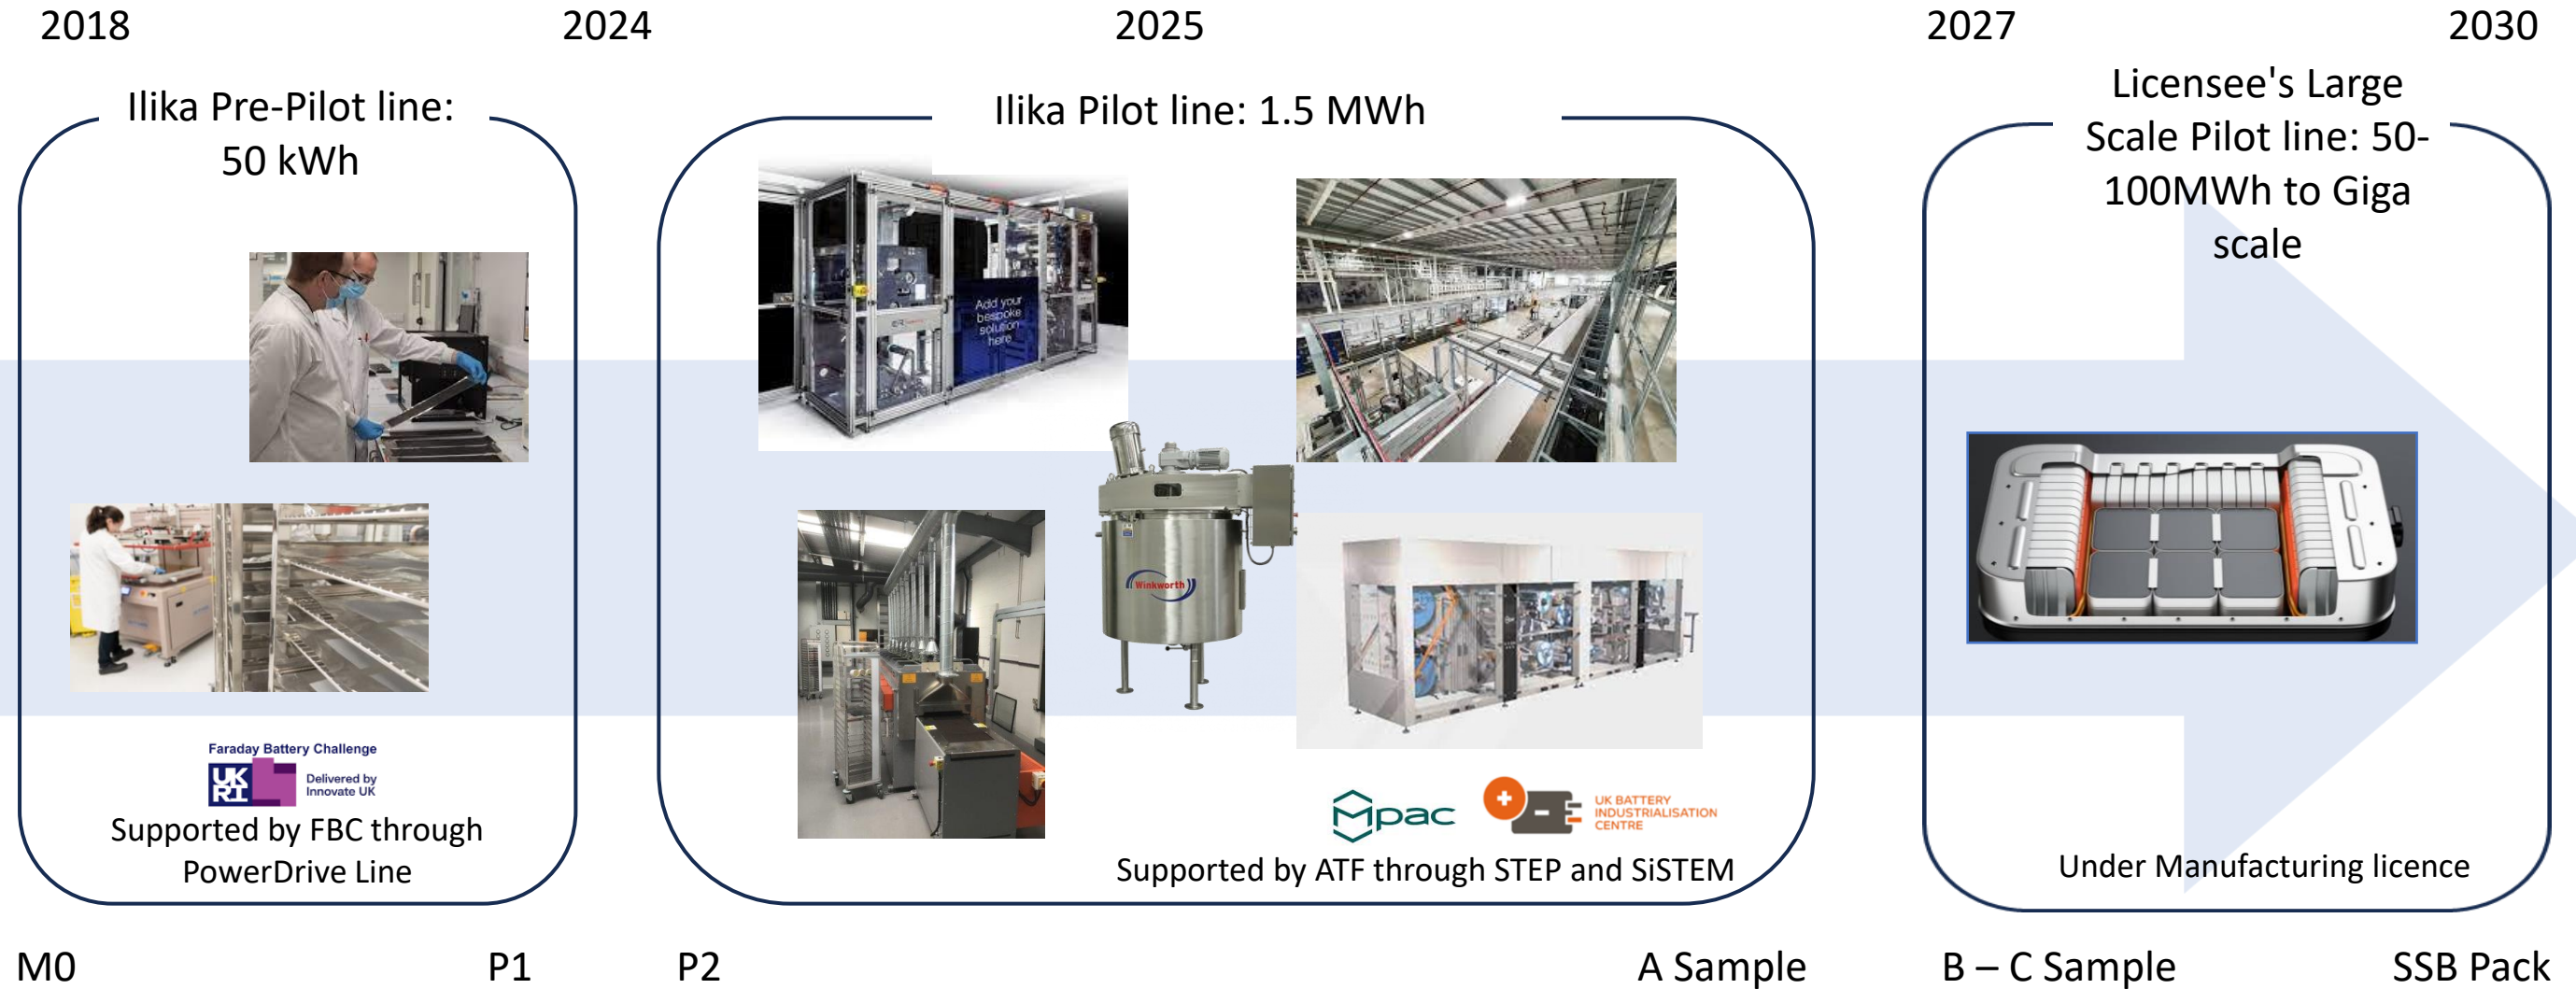 2018
2024
2025
2027
2030
Ilika Pre-Pilot line:
50 kWh
Ilika Pilot line: 1.5 MWh
Licensee's Large
Scale Pilot line: 50-
100MWh to Giga
scale
Add your
bespoke
solution
here
Winkworth
Faraday Battery Challenge
UK
RI
Delivered by
Innovate UK
Supported by FBC through
PowerDrive Line
Mpac
UK BATTERY
INDUSTRIALISATION
CENTRE
Supported by ATF through STEP and SiSTEM
Under Manufacturing licence
M0
P1
P2
A Sample
B – C Sample
SSB Pack